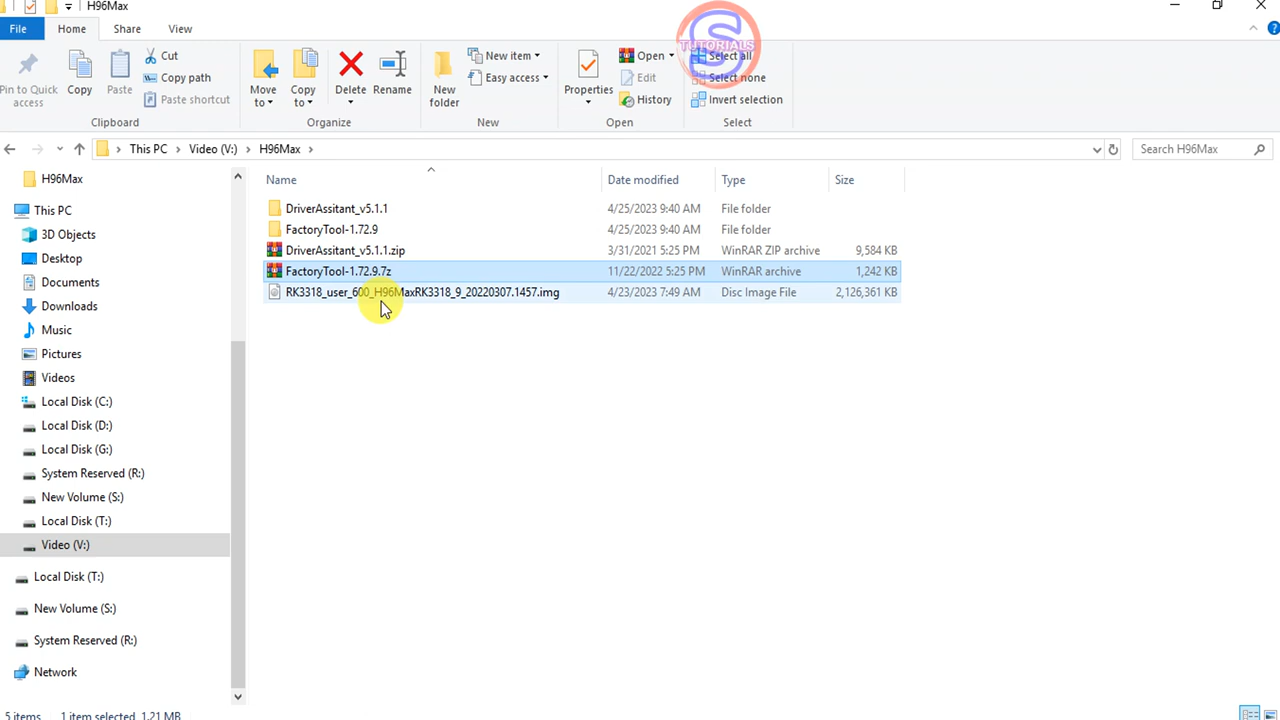 H96Max
File Home Share View
Pin to Quick access
Copy
Paste
Cut
Copy path
Paste shortcut
Clipboard
Move to
Copy to
Delete
Rename
Organize
New folder
New item
Easy access
New
Properties
Open
Edit
History
Open
Select all
Select none
Invert selection
Select
S
TUTORIALS
This PC > Video (V:) > H96Max >
Search H96Max
H96Max
This PC
3D Objects
Desktop
Downloads
Documents
Music
Pictures
Videos
Local Disk (C:)
Local Disk (D:)
Local Disk (G:)
System Reserved (R:)
New Volume (S:)
Local Disk (T:)
Video (V:)
Local Disk (T:)
New Volume (S:)
System Reserved (R:)
Network
Name Date modified Type Size
DriverAssitant_v5.1.1 4/25/2023 9:40 AM File folder
FactoryTool-1.72.9 4/25/2023 9:40 AM File folder
DriverAssitant_v5.1.1.zip 3/31/2021 5:25 PM WinRAR ZIP archive 9,584 KB
FactoryTool-1.72.9.7z 11/22/2022 5:25 PM WinRAR archive 1,242 KB
RK3318_user_600_H96MaxRK3318_9_20220307.1457.img 4/23/2023 7:49 AM Disc Image File 2,126,361 KB
5 items 1 item selected 1.21 MB